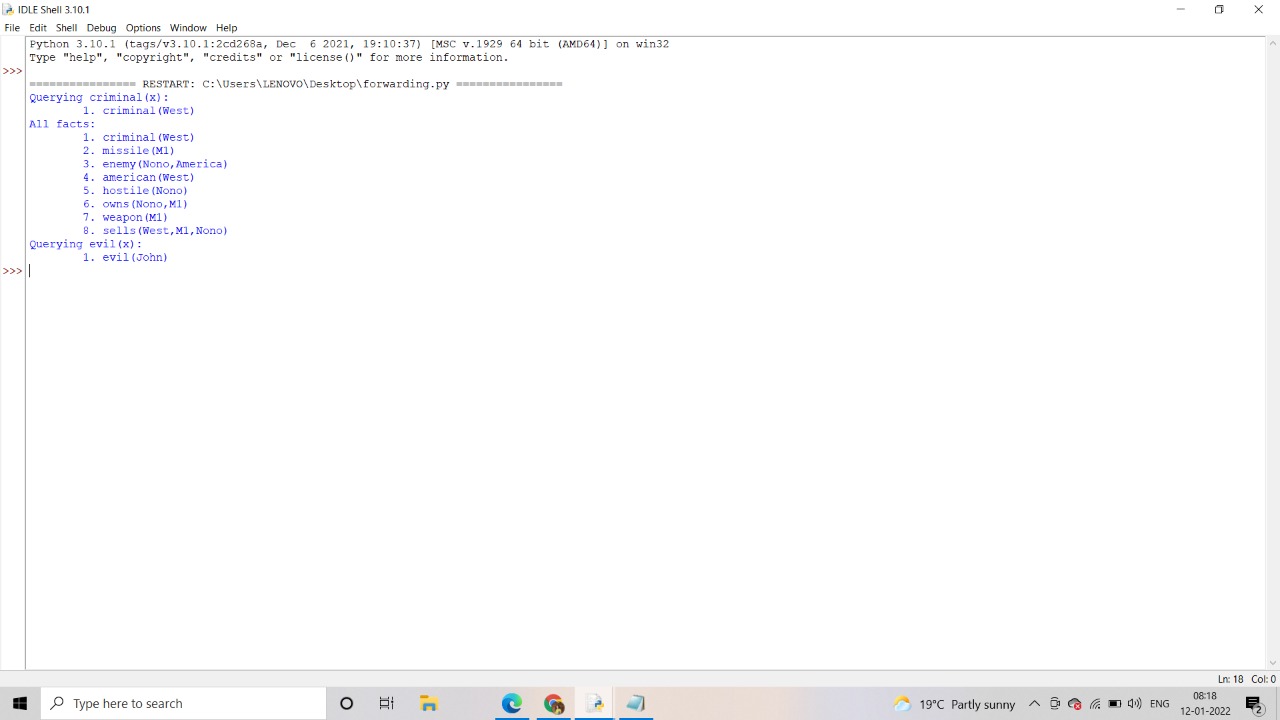 IDLE Shell 3.10.1
File Edit Shell Debug Options Window Help
Python 3.10.1 (tags/v3.10.1:2cd268a, Dec  6 2021, 19:10:37) [MSC v.1929 64 bit (AMD64)] on win32
Type "help", "copyright", "credits" or "license()" for more information.
>>>
================ RESTART: C:\Users\LENOVO\Desktop\forwarding.py ================
Querying criminal(x):
1. criminal(West)
All facts:
1. criminal(West)
2. missile(M1)
3. enemy(Nono,America)
4. american(West)
5. hostile(Nono)
6. owns(Nono,M1)
7. weapon(M1)
8. sells(West,M1,Nono)
Querying evil(x):
1. evil(John)
>>>
Ln: 18 Col: 0
Type here to search
19°C Partly sunny
ENG
08:18
12-01-2022
2